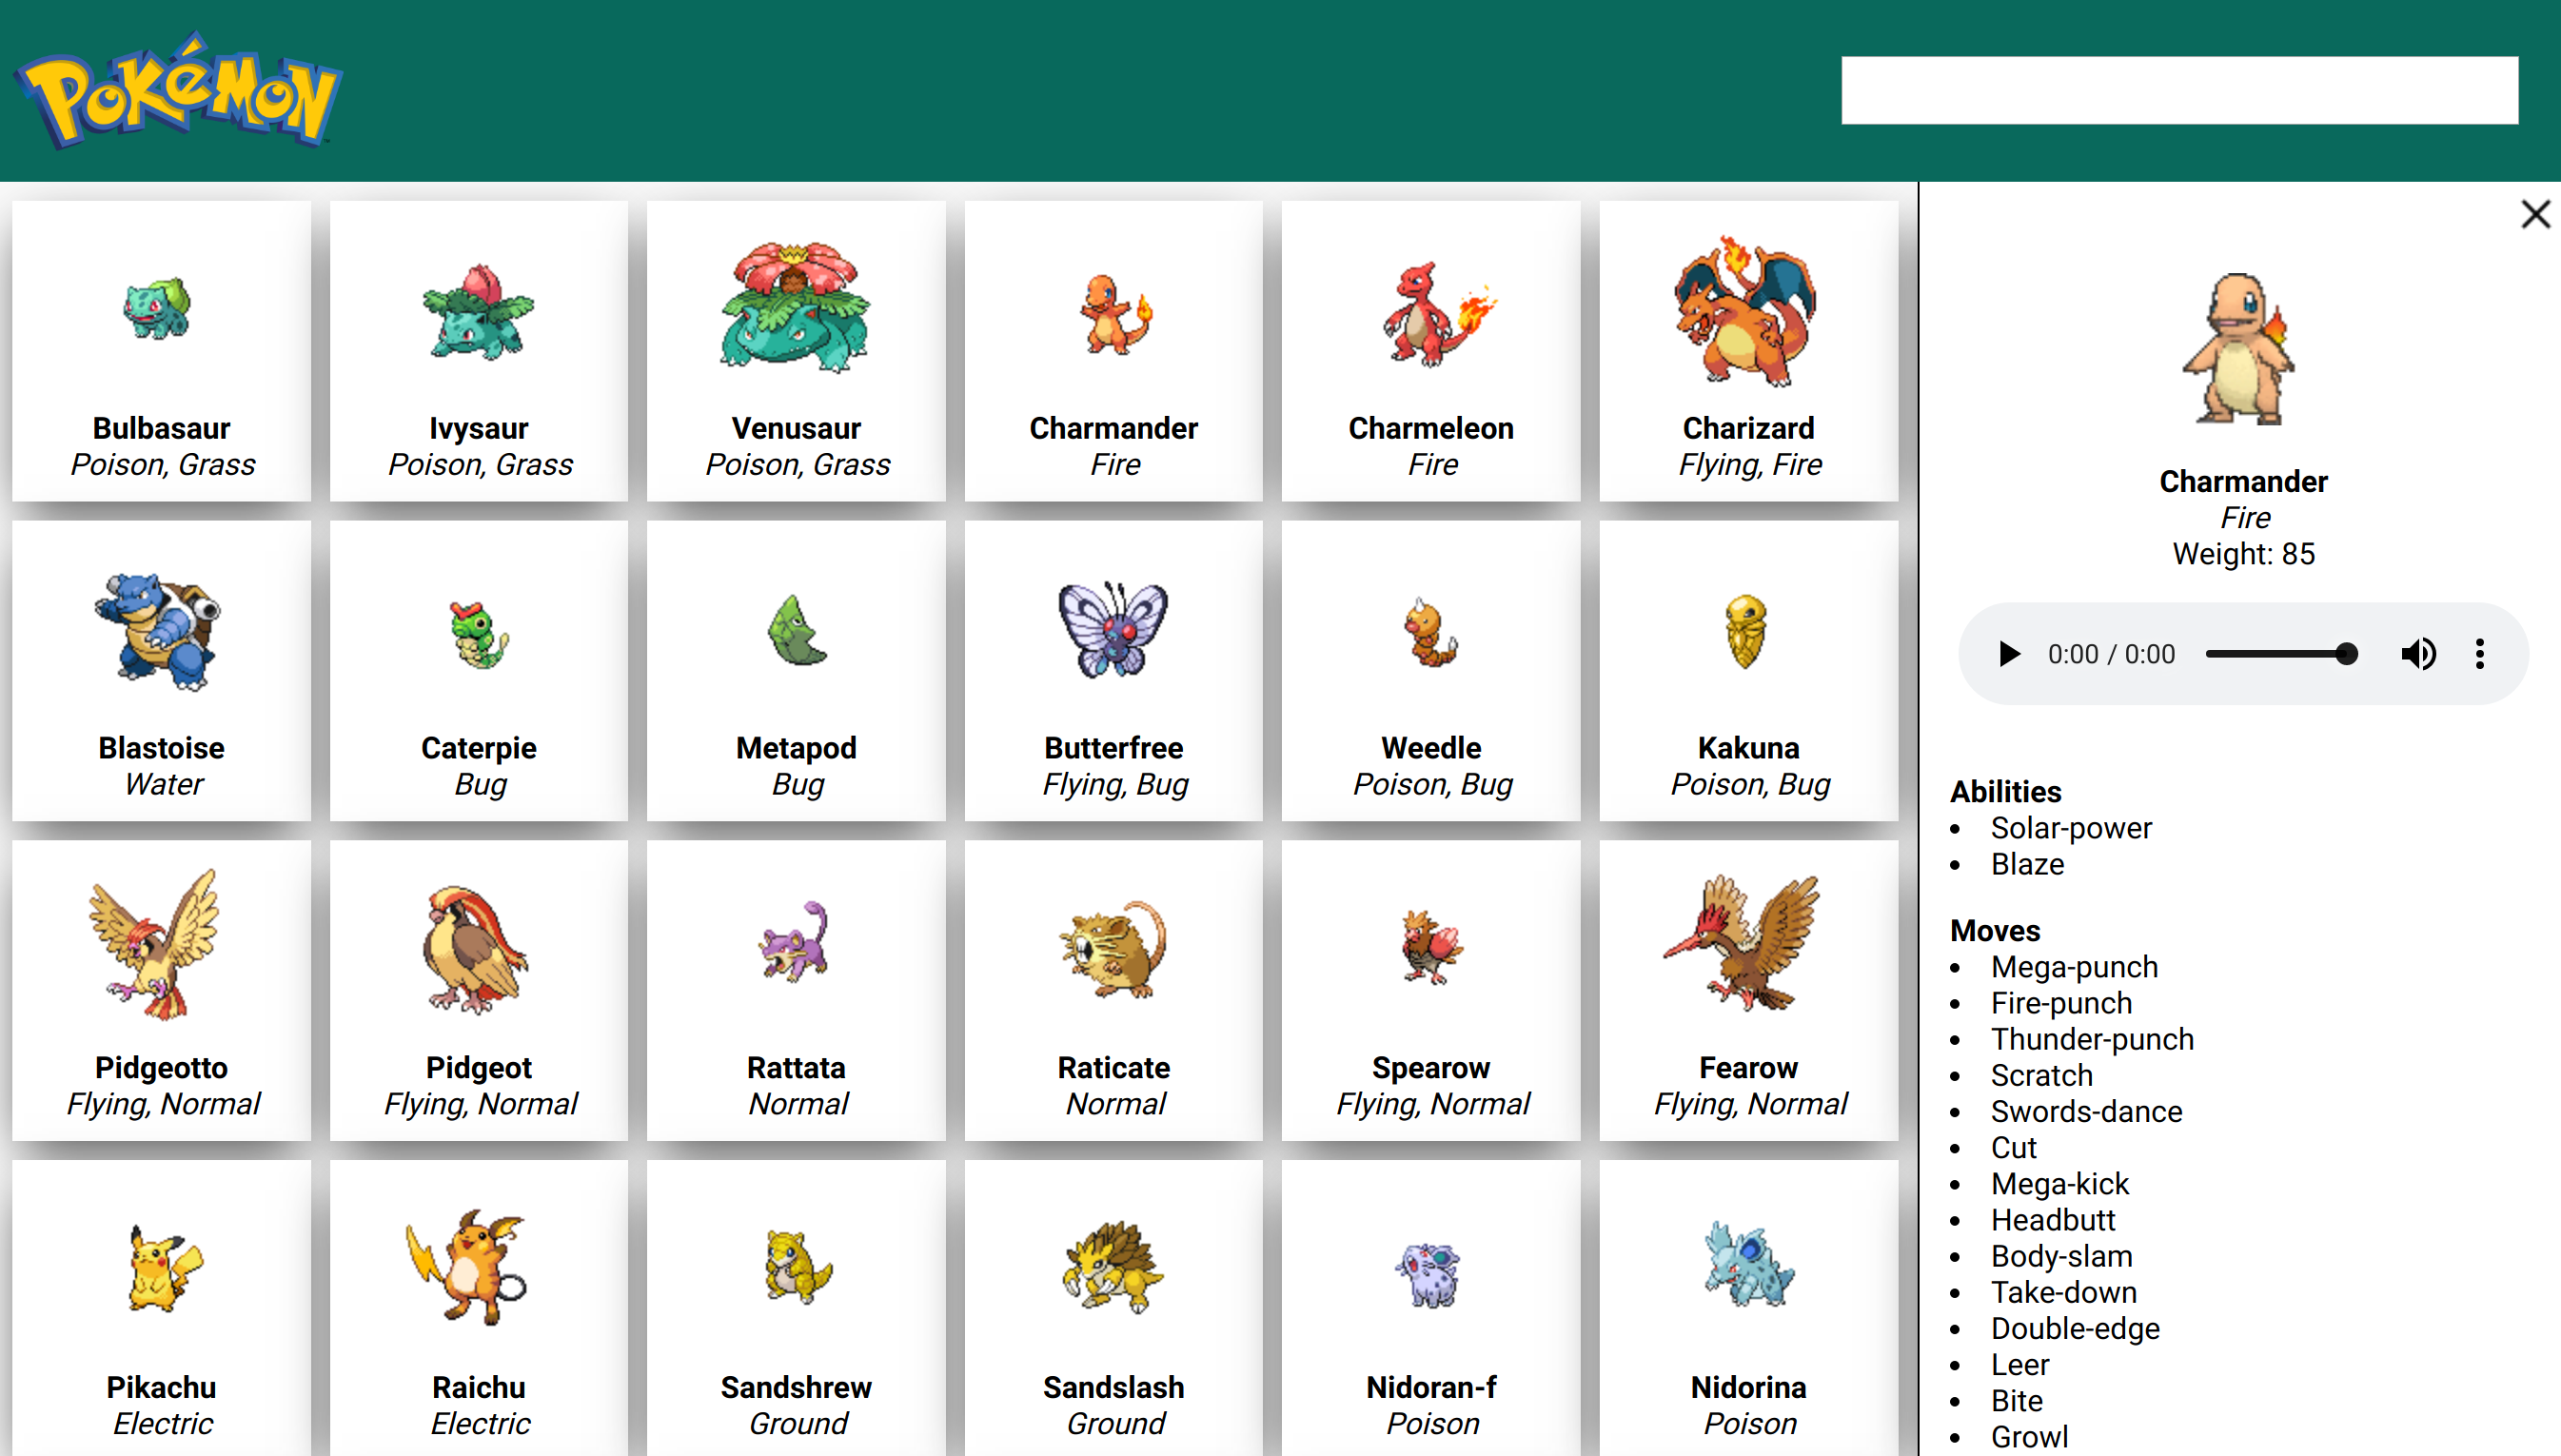 Pokémon
Bulbasaur
Poison, Grass
Ivysaur
Poison, Grass
Venusaur
Poison, Grass
Charmander
Fire
Charmeleon
Fire
Charizard
Flying, Fire
Blastoise
Water
Caterpie
Bug
Metapod
Bug
Butterfree
Flying, Bug
Weedle
Poison, Bug
Kakuna
Poison, Bug
Pidgeotto
Flying, Normal
Pidgeot
Flying, Normal
Rattata
Normal
Raticate
Normal
Spearow
Flying, Normal
Fearow
Flying, Normal
Pikachu
Electric
Raichu
Electric
Sandshrew
Ground
Sandslash
Ground
Nidoran-f
Poison
Nidorina
Poison
Charmander
Fire
Weight: 85
0:00 / 0:00
Abilities
Solar-power
Blaze
Moves
Mega-punch
Fire-punch
Thunder-punch
Scratch
Swords-dance
Cut
Mega-kick
Headbutt
Body-slam
Take-down
Double-edge
Leer
Bite
Growl